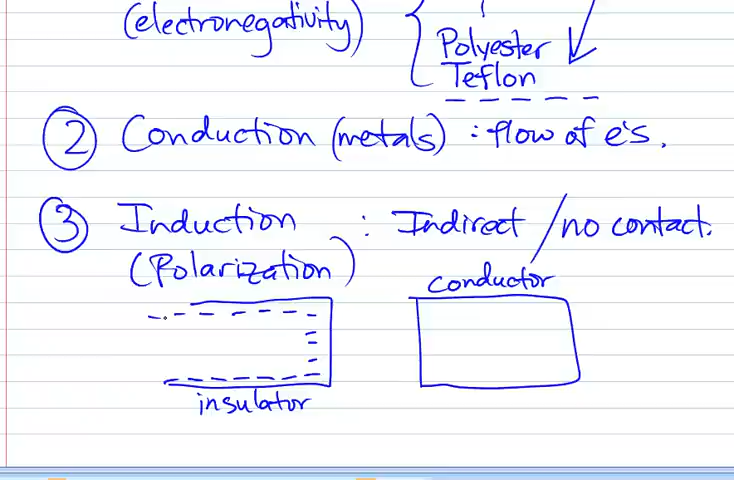 (electronegativity)
Polyester
Teflon
② Conduction (metals) : flow of e's.
③ Induction : Indirect / no contact.
(Polarization)
conductor
insulator